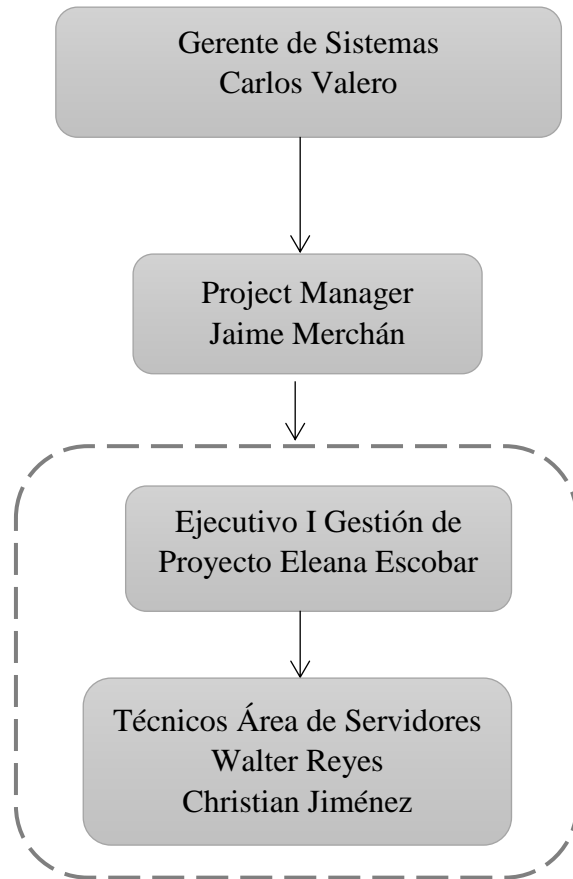 Gerente de Sistemas
Carlos Valero
Project Manager
Jaime Merchán
Ejecutivo I Gestión de
Proyecto Eleana Escobar
Técnicos Área de Servidores
Walter Reyes
Christian Jiménez